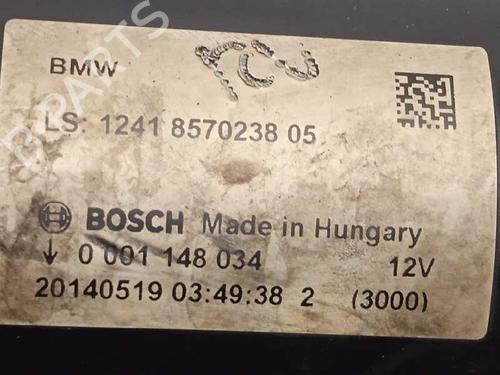 BMW
LS: 1241 8570238 05
BOSCH Made in Hungary
↓ 0 001 148 034 12V
20140519 03:49:38 2 (3000)